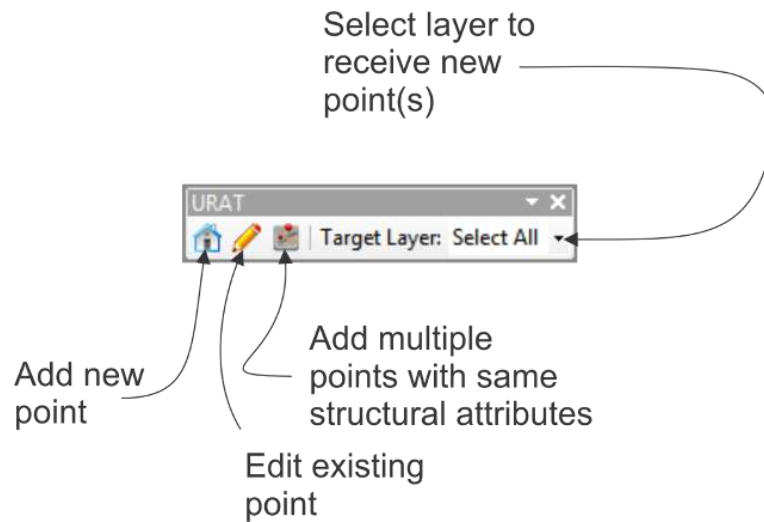 Select layer to
receive new
point(s)
URAT
Target Layer: Select All
Add new
point
Add multiple
points with same
structural attributes
Edit existing
point